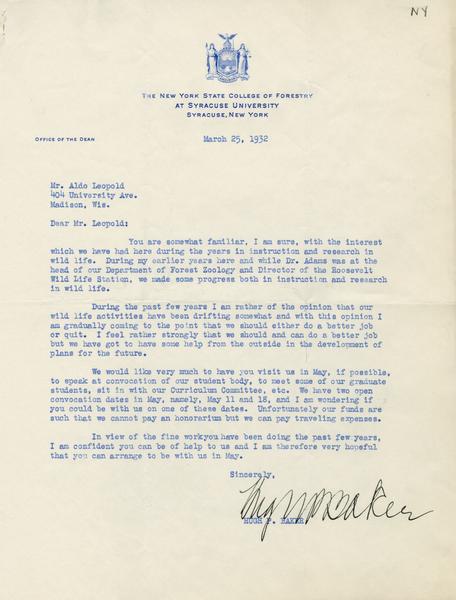 NY
THE NEW YORK STATE COLLEGE OF FORESTRY
AT SYRACUSE UNIVERSITY
SYRACUSE, NEW YORK
OFFICE OF THE DEAN
March 25, 1932
Mr. Aldo Leopold
404 University Ave.
Madison, Wis.
Dear Mr. Leopold:
You are somewhat familiar, I am sure, with the interest
which we have had here during the years in instruction and research in
wild life. During my earlier years here and while Dr. Adams was at the
head of our Department of Forest Zoology and Director of the Roosevelt
Wild Life Station, we made some progress both in instruction and research
in wild life.
During the past few years I am rather of the opinion that our
wild life activities have been drifting somewhat and with this opinion I
am gradually coming to the point that we should either do a better job
or quit. I feel rather strongly that we should and can do a better job
but we have got to have some help from the outside in the development of
plans for the future.
We would like very much to have you visit us in May, if possible,
to speak at convocation of our student body, to meet some of our graduate
students, sit in with our Curriculum Committee, etc. We have two open
convocation dates in May, namely, May 11 and 18, and I am wondering if
you could be with us on one of these dates. Unfortunately our funds are
such that we cannot pay an honorarium but we can pay traveling expenses.
In view of the fine workyou have been doing the past few years,
I am confident you can be of help to us and I am therefore very hopeful
that you can arrange to be with us in May.
Sincerely,
Hugh P Baker
HUGH P. BAKER